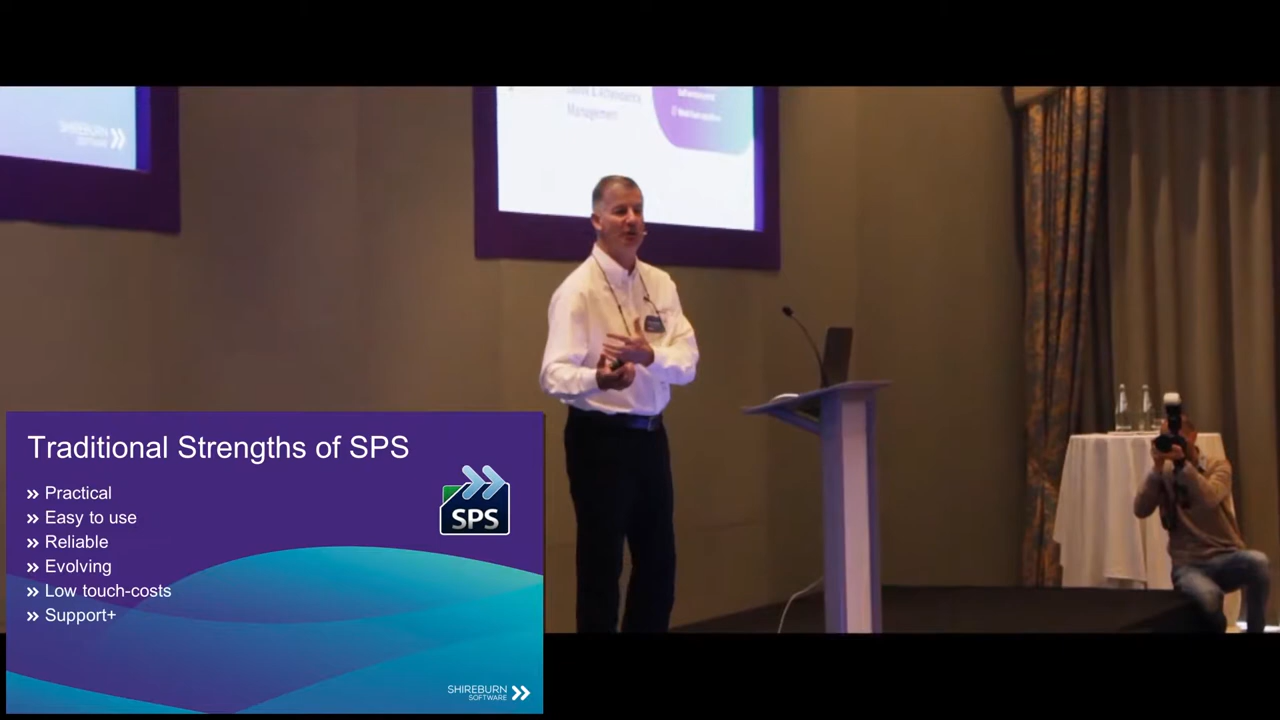 SHIREBURN
SOFTWARE
Management
Traditional Strengths of SPS
Practical
Easy to use
Reliable
Evolving
Low touch-costs
Support+
SPS
SHIREBURN
SOFTWARE